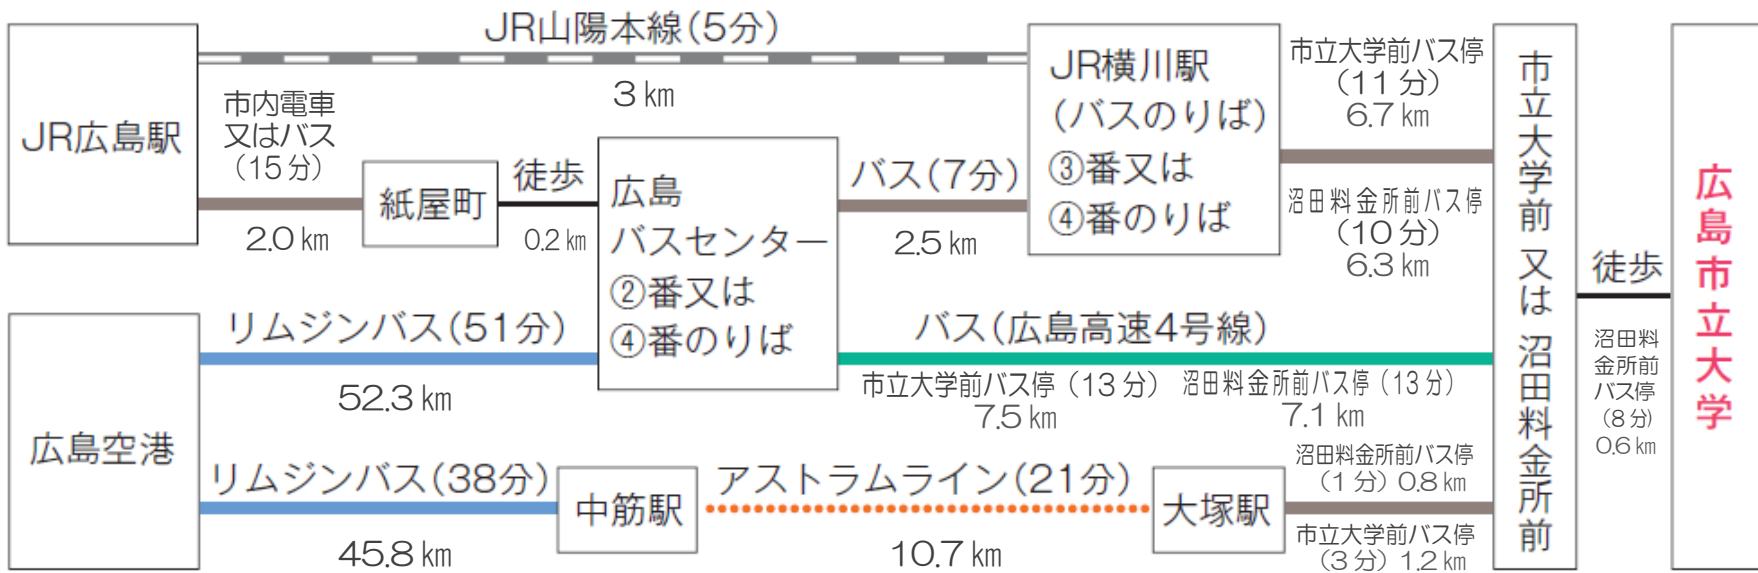 JR山陽本線(5分)
3 km
JR広島駅
市内電車
又はバス
(15分)
2.0 km
紙屋町
徒歩
0.2 km
広島
バスセンター
②番又は
④番のりば
バス(7分)
2.5 km
JR横川駅
(バスのりば)
③番又は
④番のりば
市立大学前バス停
(11分)
6.7 km
沼田料金所前バス停
(10分)
6.3 km
広島空港
リムジンバス(51分)
52.3 km
バス(広島高速4号線)
市立大学前バス停(13分)
7.5 km
沼田料金所前バス停(13分)
7.1 km
リムジンバス(38分)
45.8 km
中筋駅
アストラムライン(21分)
10.7 km
大塚駅
沼田料金所前バス停
(1分) 0.8 km
市立大学前バス停
(3分) 1.2 km
市立大学前 又は 沼田料金所前
徒歩
沼田料
金所前
バス停
(8分)
0.6 km
広島市立大学